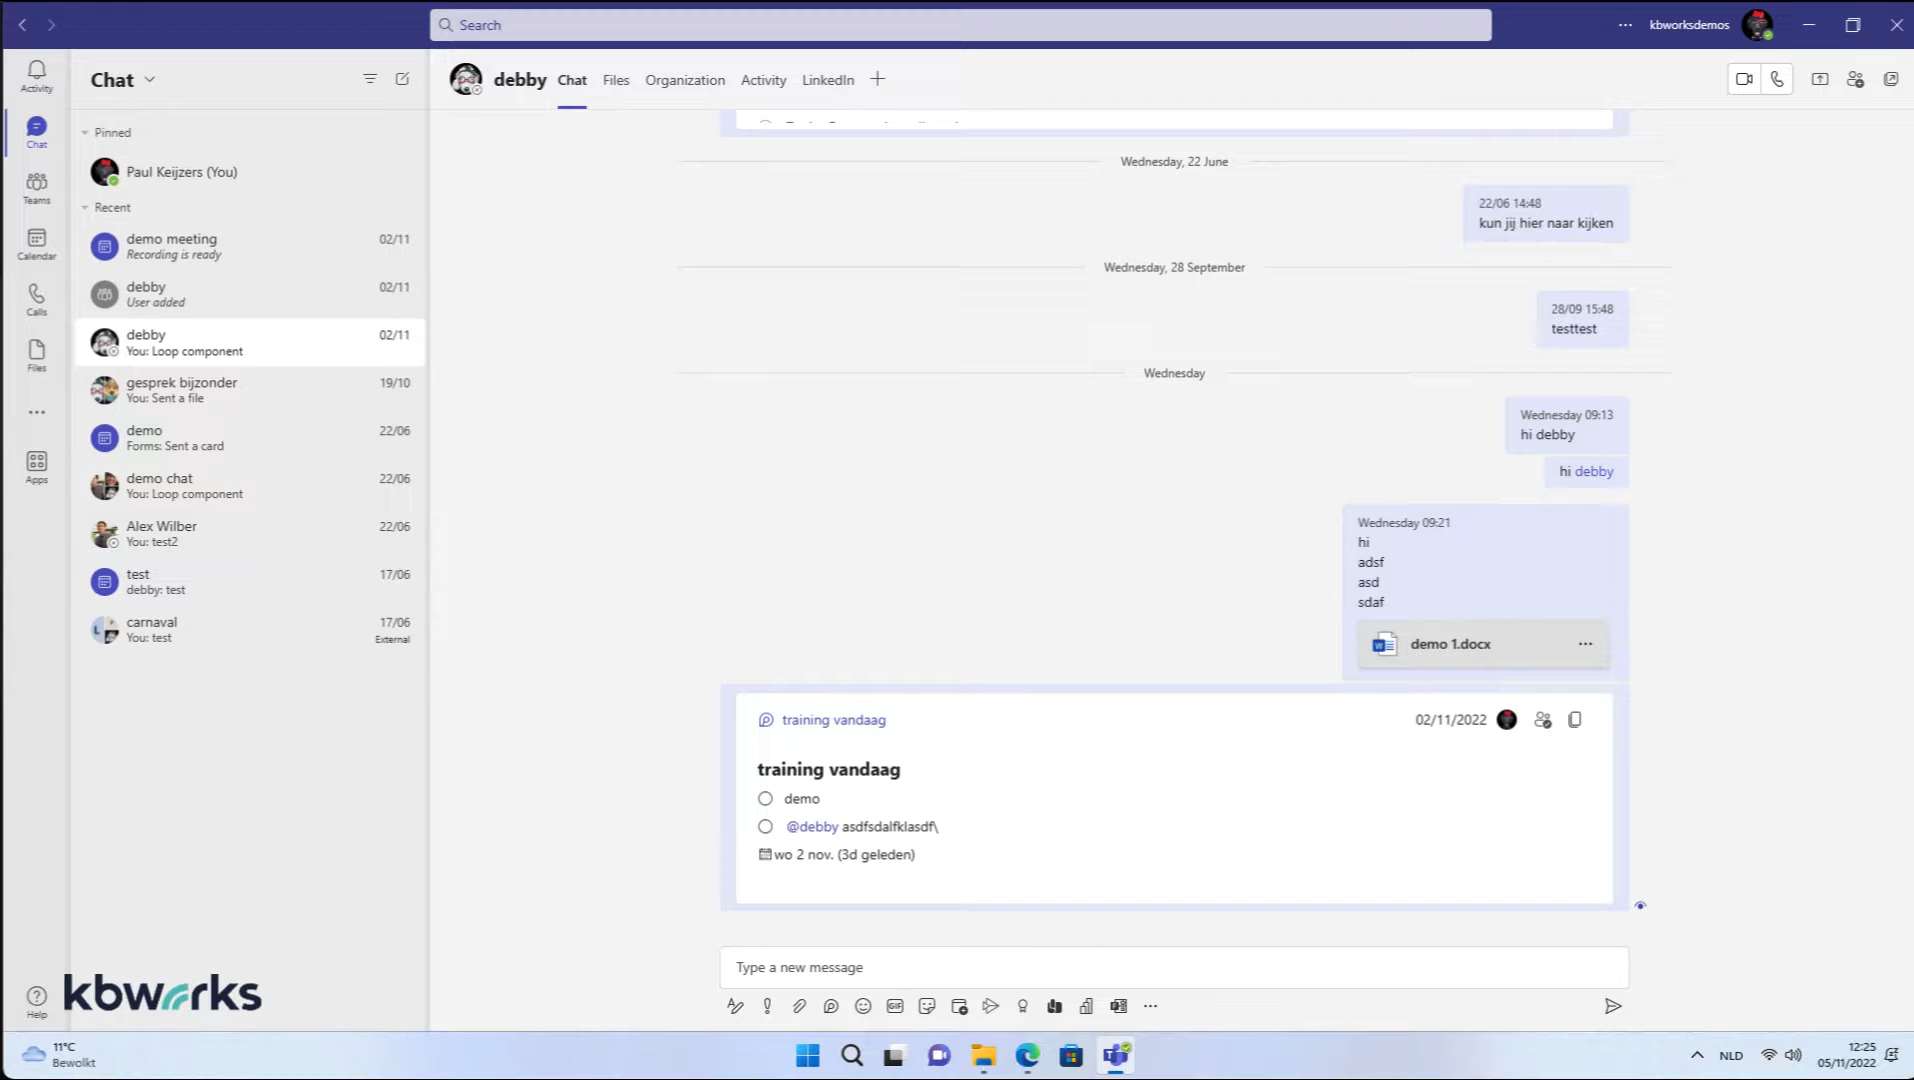 Search
kbworksdemos
Activity
Chat
Teams
Calendar
Calls
Files
Apps
Help
Chat
Pinned
Paul Keijzers (You)
Recent
demo meeting 02/11
Recording is ready
debby 02/11
User added
debby 02/11
You: Loop component
gesprek bijzonder 19/10
You: Sent a file
demo 22/06
Forms: Sent a card
demo chat 22/06
You: Loop component
Alex Wilber 22/06
You: test2
test 17/06
debby: test
carnaval 17/06
You: test External
kbworks
debby Chat Files Organization Activity LinkedIn
Wednesday, 22 June
22/06 14:48
kun jij hier naar kijken
Wednesday, 28 September
28/09 15:48
testtest
Wednesday
Wednesday 09:13
hi debby
hi debby
Wednesday 09:21
hi
adsf
asd
sdaf
demo 1.docx
training vandaag 02/11/2022
training vandaag
demo
@debby asdfsdalfklasdf\
wo 2 nov. (3d geleden)
Type a new message
11°C
Bewolkt
NLD
12:25
05/11/2022